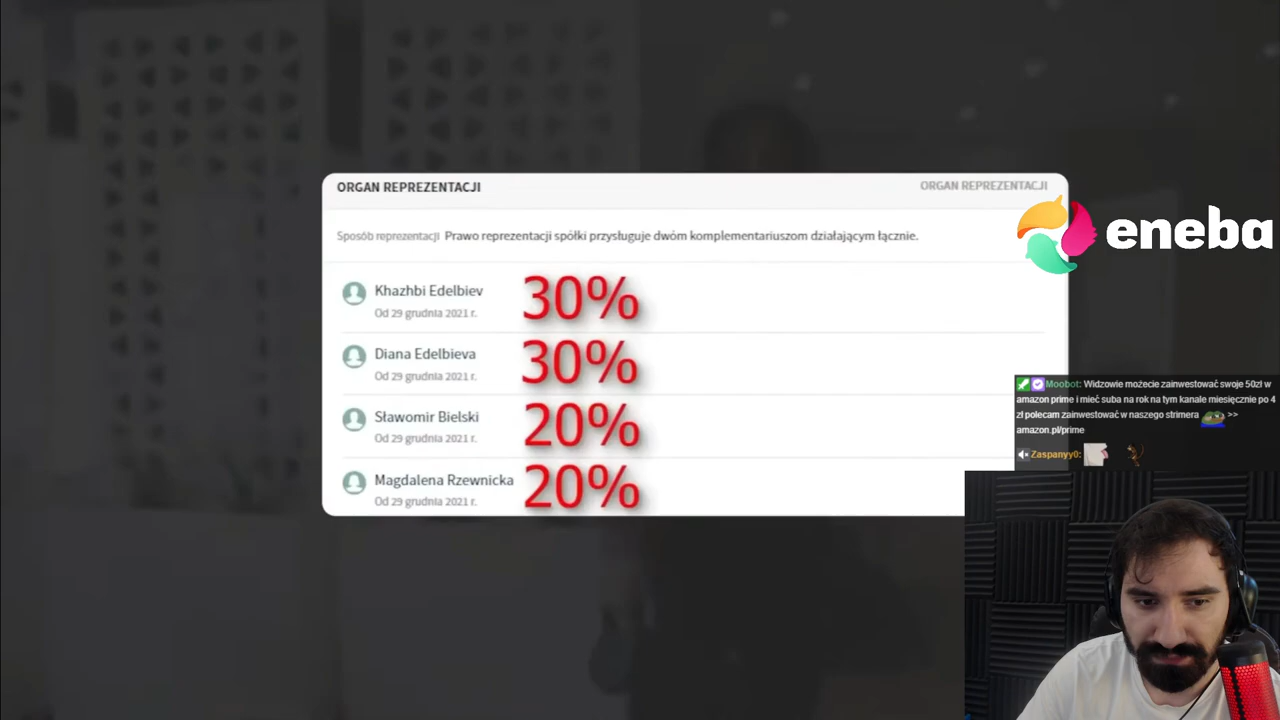 ORGAN REPREZENTACJI
ORGAN REPREZENTACJI
Sposób reprezentacji Prawo reprezentacji spółki przysługuje dwóm komplementariuszom działającym łącznie.
Khazhbi Edelbiev 30%
Od 29 grudnia 2021 r.
Diana Edelbieva 30%
Od 29 grudnia 2021 r.
Sławomir Bielski 20%
Od 29 grudnia 2021 r.
Magdalena Rzewnicka 20%
Od 29 grudnia 2021 r.
eneba
Moobot: Widzowie możecie zainwestować swoje 50zł w
amazon prime i mieć suba na rok na tym kanale miesięcznie po 4
zł polecam zainwestować w naszego strimera >>
amazon.pl/prime
Zaspanyy0: